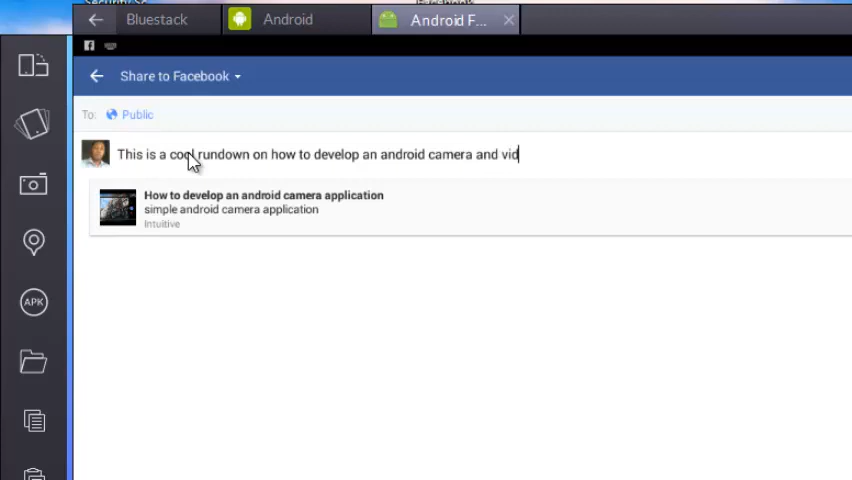 Bluestack
Android
Android F...
Share to Facebook
To: Public
This is a cool rundown on how to develop an android camera and vid
How to develop an android camera application
simple android camera application
Intuitive
APK